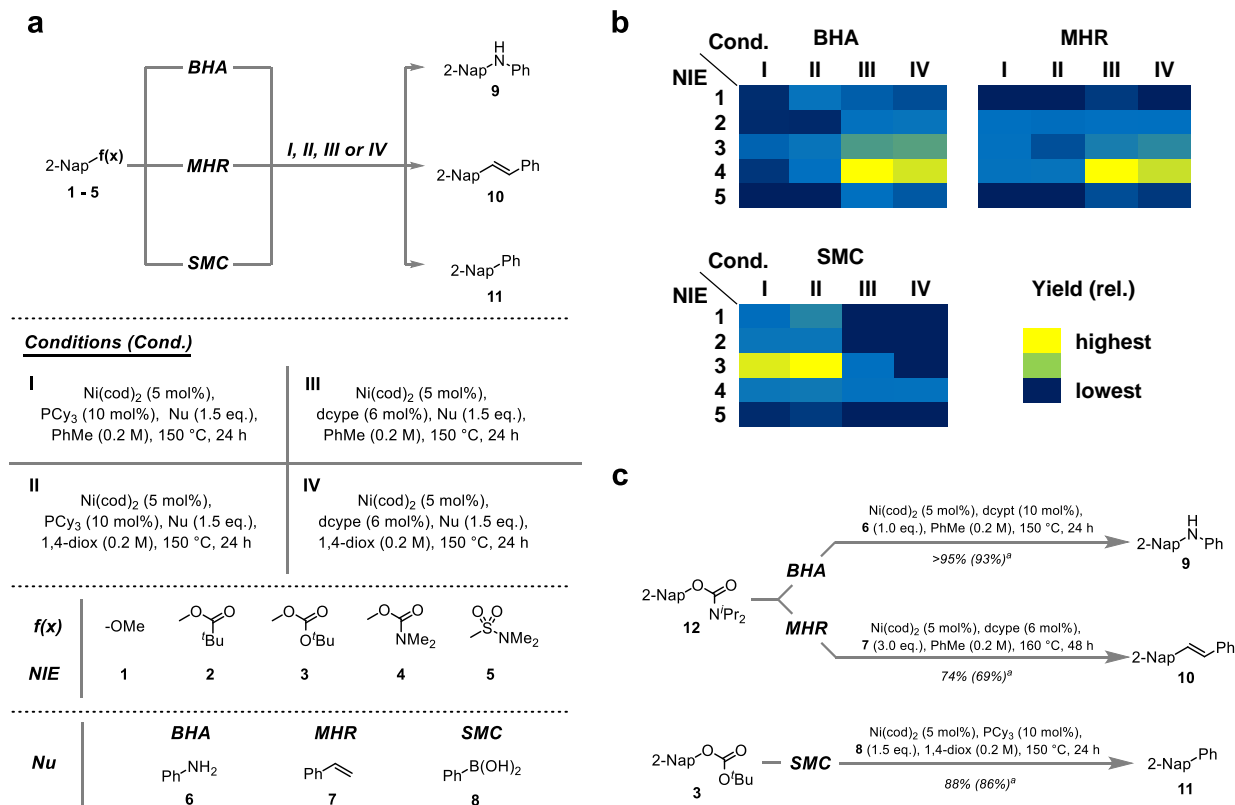 a
BHA
MHR
SMC
2-Nap
f(x)
1 - 5
I, II, III or IV
H
2-Nap N Ph
9
2-Nap Ph
10
2-Nap Ph
11
Conditions (Cond.)
I
Ni(cod)2 (5 mol%),
PCy3 (10 mol%), Nu (1.5 eq.),
PhMe (0.2 M), 150 °C, 24 h
III
Ni(cod)2 (5 mol%),
dcype (6 mol%), Nu (1.5 eq.),
PhMe (0.2 M), 150 °C, 24 h
II
Ni(cod)2 (5 mol%),
PCy3 (10 mol%), Nu (1.5 eq.),
1,4-diox (0.2 M), 150 °C, 24 h
IV
Ni(cod)2 (5 mol%),
dcype (6 mol%), Nu (1.5 eq.),
1,4-diox (0.2 M), 150 °C, 24 h
f(x)
-OMe
O O
tBu
O O
OtBu
O O
NMe2
O O
S NMe2
NIE 1 2 3 4 5
Nu
BHA MHR SMC
Ph NH2
Ph
Ph B(OH)2
6 7 8
b
Cond. BHA
NIE I II III IV
1
2
3
4
5
MHR
I II III IV
Cond. SMC
NIE I II III IV
1
2
3
4
5
Yield (rel.)
highest
lowest
c
2-Nap O O
NiPr2
12
BHA
Ni(cod)2 (5 mol%), dcypt (10 mol%),
6 (1.0 eq.), PhMe (0.2 M), 150 °C, 24 h
>95% (93%)a
H
2-Nap N Ph
9
MHR
Ni(cod)2 (5 mol%), dcype (6 mol%),
7 (3.0 eq.), PhMe (0.2 M), 160 °C, 48 h
74% (69%)a
2-Nap Ph
10
2-Nap O O
OtBu
3
SMC
Ni(cod)2 (5 mol%), PCy3 (10 mol%),
8 (1.5 eq.), 1,4-diox (0.2 M), 150 °C, 24 h
88% (86%)a
2-Nap Ph
11